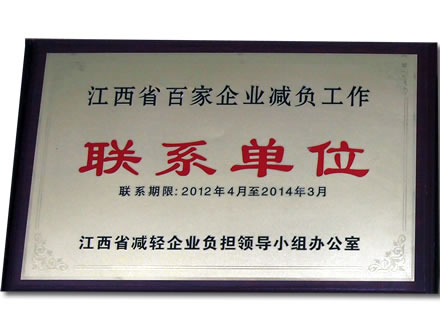 江西省百家企业减负工作
联系单位
联系期限:2012年4月至2014年3月
江西省减轻企业负担领导小组办公室